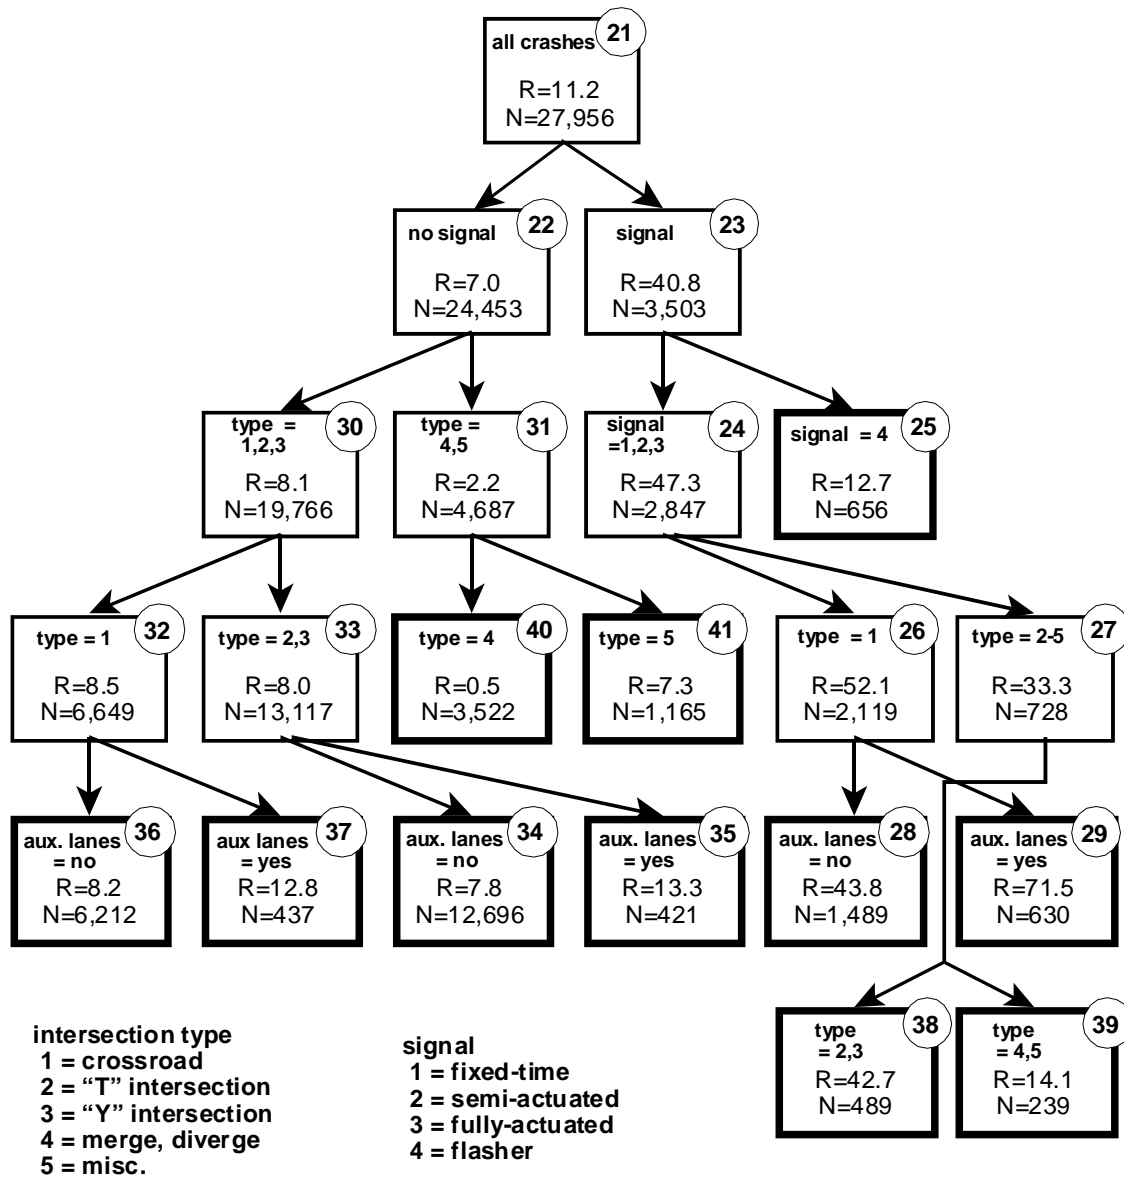 21
all crashes
R=11.2
N=27,956
22
no signal
R=7.0
N=24,453
23
signal
R=40.8
N=3,503
30
type =
1,2,3
R=8.1
N=19,766
31
type =
4,5
R=2.2
N=4,687
24
signal
=1,2,3
R=47.3
N=2,847
25
signal = 4
R=12.7
N=656
32
type = 1
R=8.5
N=6,649
33
type = 2,3
R=8.0
N=13,117
40
type = 4
R=0.5
N=3,522
41
type = 5
R=7.3
N=1,165
26
type = 1
R=52.1
N=2,119
27
type = 2-5
R=33.3
N=728
36
aux. lanes
= no
R=8.2
N=6,212
37
aux. lanes
= yes
R=12.8
N=437
34
aux. lanes
= no
R=7.8
N=12,696
35
aux. lanes
= yes
R=13.3
N=421
28
aux. lanes
= no
R=43.8
N=1,489
29
aux. lanes
= yes
R=71.5
N=630
38
type
= 2,3
R=42.7
N=489
39
type
= 4,5
R=14.1
N=239
intersection type
1 = crossroad
2 = “T” intersection
3 = “Y” intersection
4 = merge, diverge
5 = misc.
signal
1 = fixed-time
2 = semi-actuated
3 = fully-actuated
4 = flasher